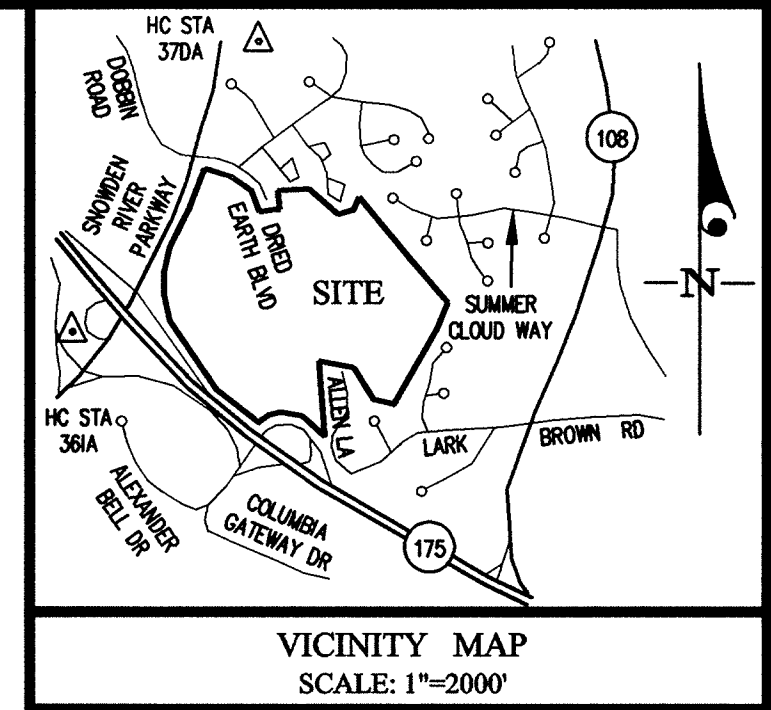 HC STA
37DA
DOBBIN
ROAD
SNOWDEN
RIVER
PARKWAY
108
DRIED
EARTH BLVD
SITE
SUMMER
CLOUD WAY
N
ALLEN LA
HC STA
36IA
LARK
BROWN RD
ALEXANDER
BELL DR
COLUMBIA
GATEWAY DR
175
VICINITY MAP
SCALE: 1"=2000'